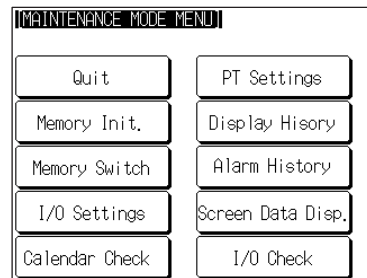 [MAINTENANCE MODE MENU]
Quit
PT Settings
Memory Init.
Display Hisory
Memory Switch
Alarm History
I/O Settings
Screen Data Disp.
Calendar Check
I/O Check